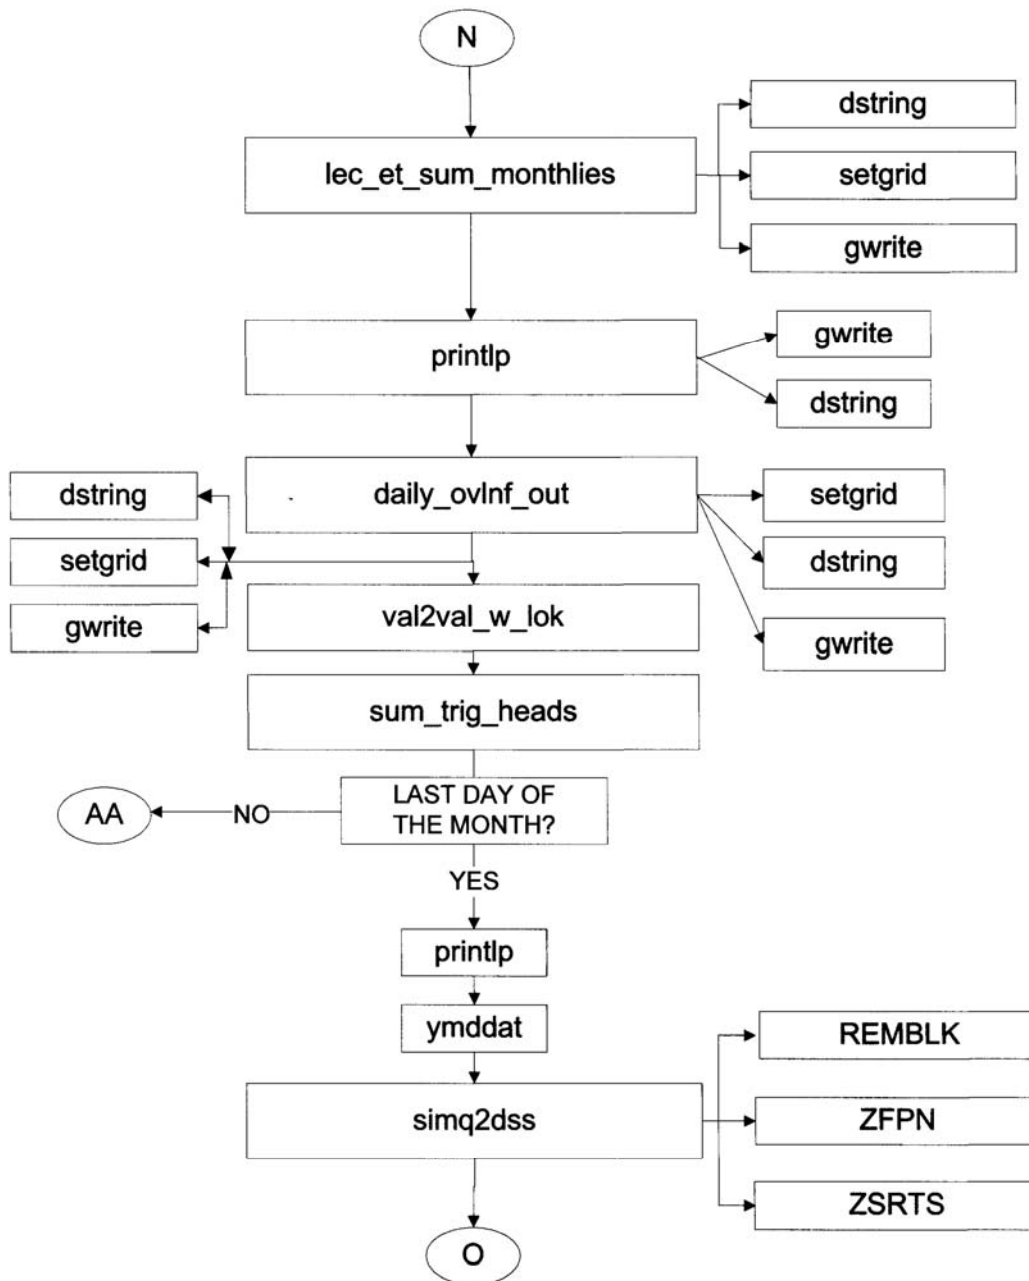 N
dstring
lec_et_sum_monthlies
setgrid
gwrite
printlp
gwrite
dstring
dstring
daily_ovlnf_out
setgrid
setgrid
dstring
gwrite
val2val_w_lok
gwrite
sum_trig_heads
AA
NO
LAST DAY OF
THE MONTH?
YES
printlp
ymddat
REMBLK
simq2dss
ZFPN
ZSRTS
O